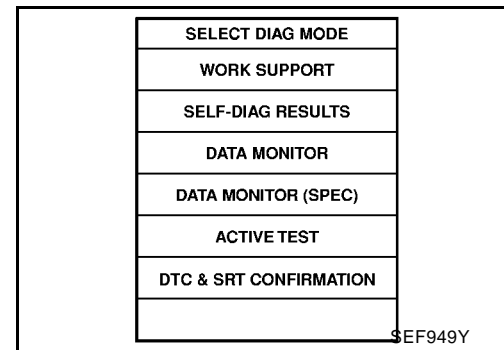 SELECT DIAG MODE
WORK SUPPORT
SELF-DIAG RESULTS
DATA MONITOR
DATA MONITOR (SPEC)
ACTIVE TEST
DTC & SRT CONFIRMATION
SEF949Y